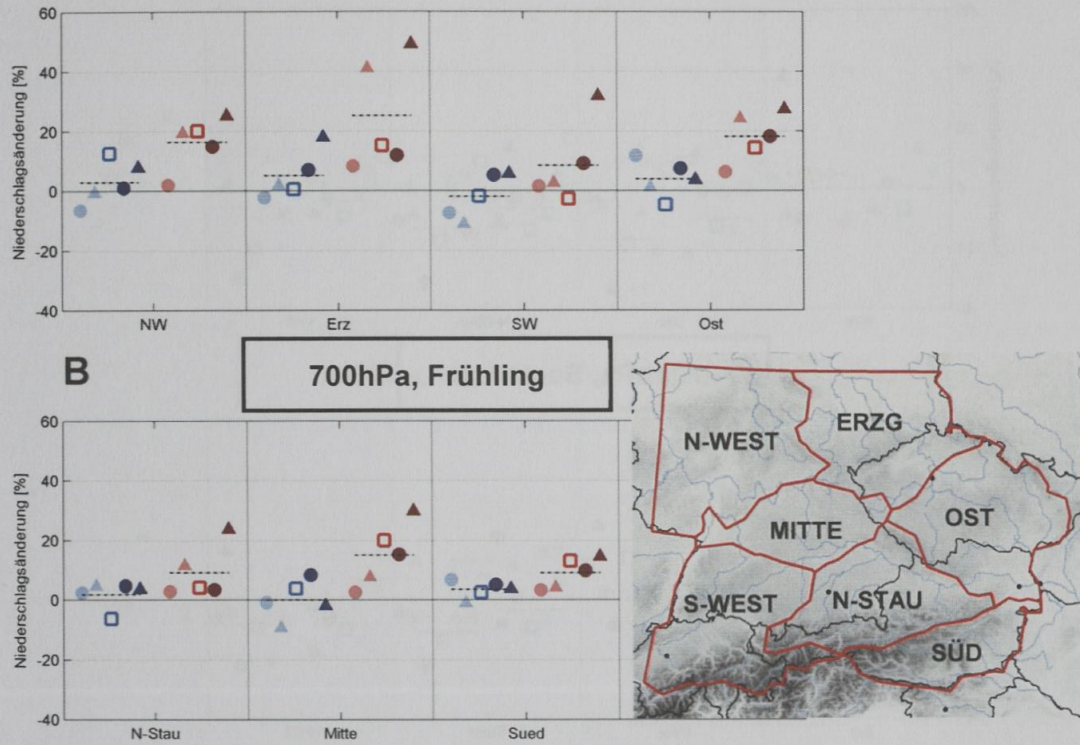 60
40
20
0
-20
-40
Niederschlagsänderung [%]
NW
Erz
SW
Ost
B
700hPa, Frühling
60
40
20
0
-20
-40
Niederschlagsänderung [%]
N-Stau
Mitte
Sued
N-WEST
ERZG
MITTE
OST
S-WEST
N-STAU
SÜD